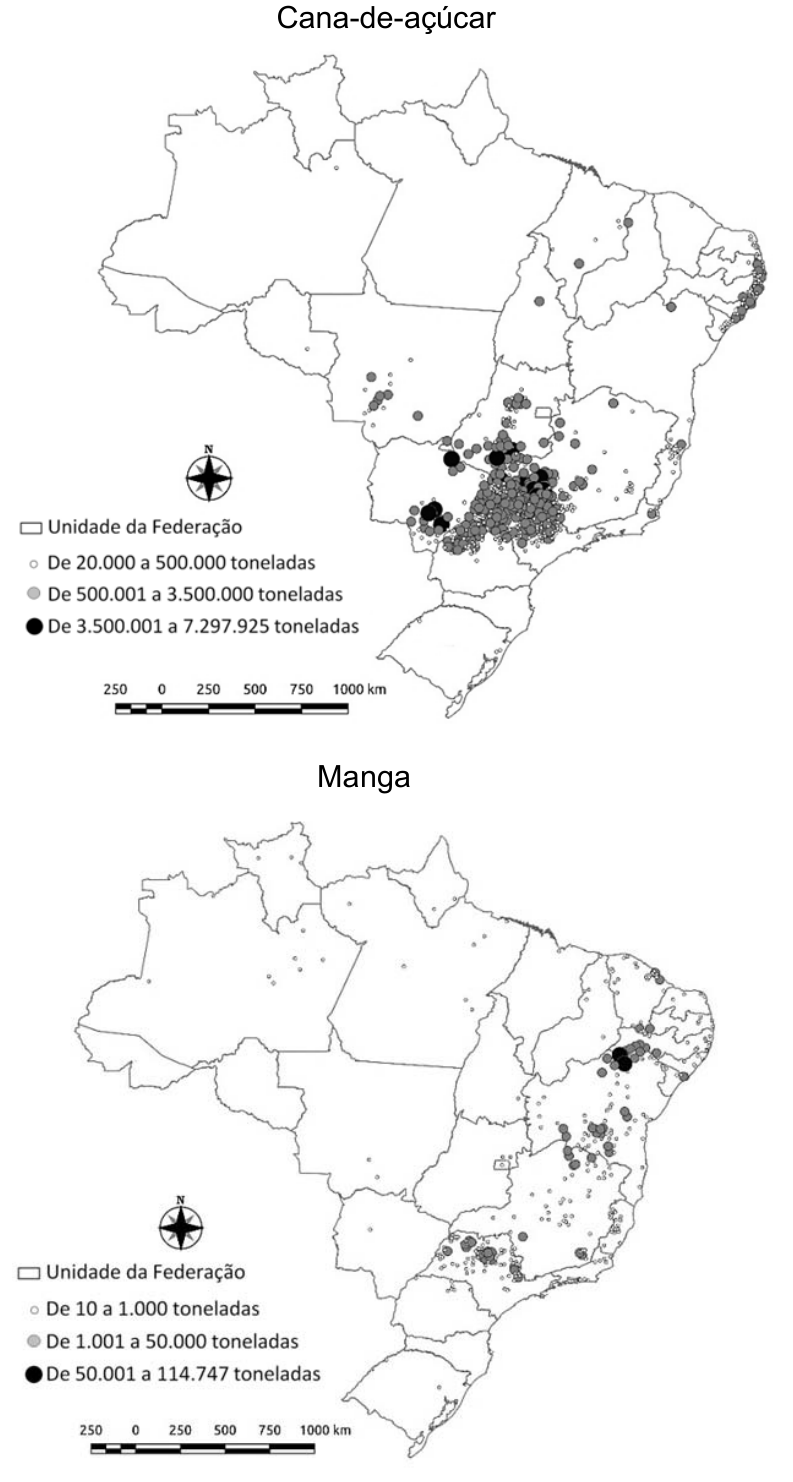 Cana-de-açúcar
N
Unidade da Federação
De 20.000 a 500.000 toneladas
De 500.001 a 3.500.000 toneladas
De 3.500.001 a 7.297.925 toneladas
250 0 250 500 750 1000 km
Manga
N
Unidade da Federação
De 10 a 1.000 toneladas
De 1.001 a 50.000 toneladas
De 50.001 a 114.747 toneladas
250 0 250 500 750 1000 km